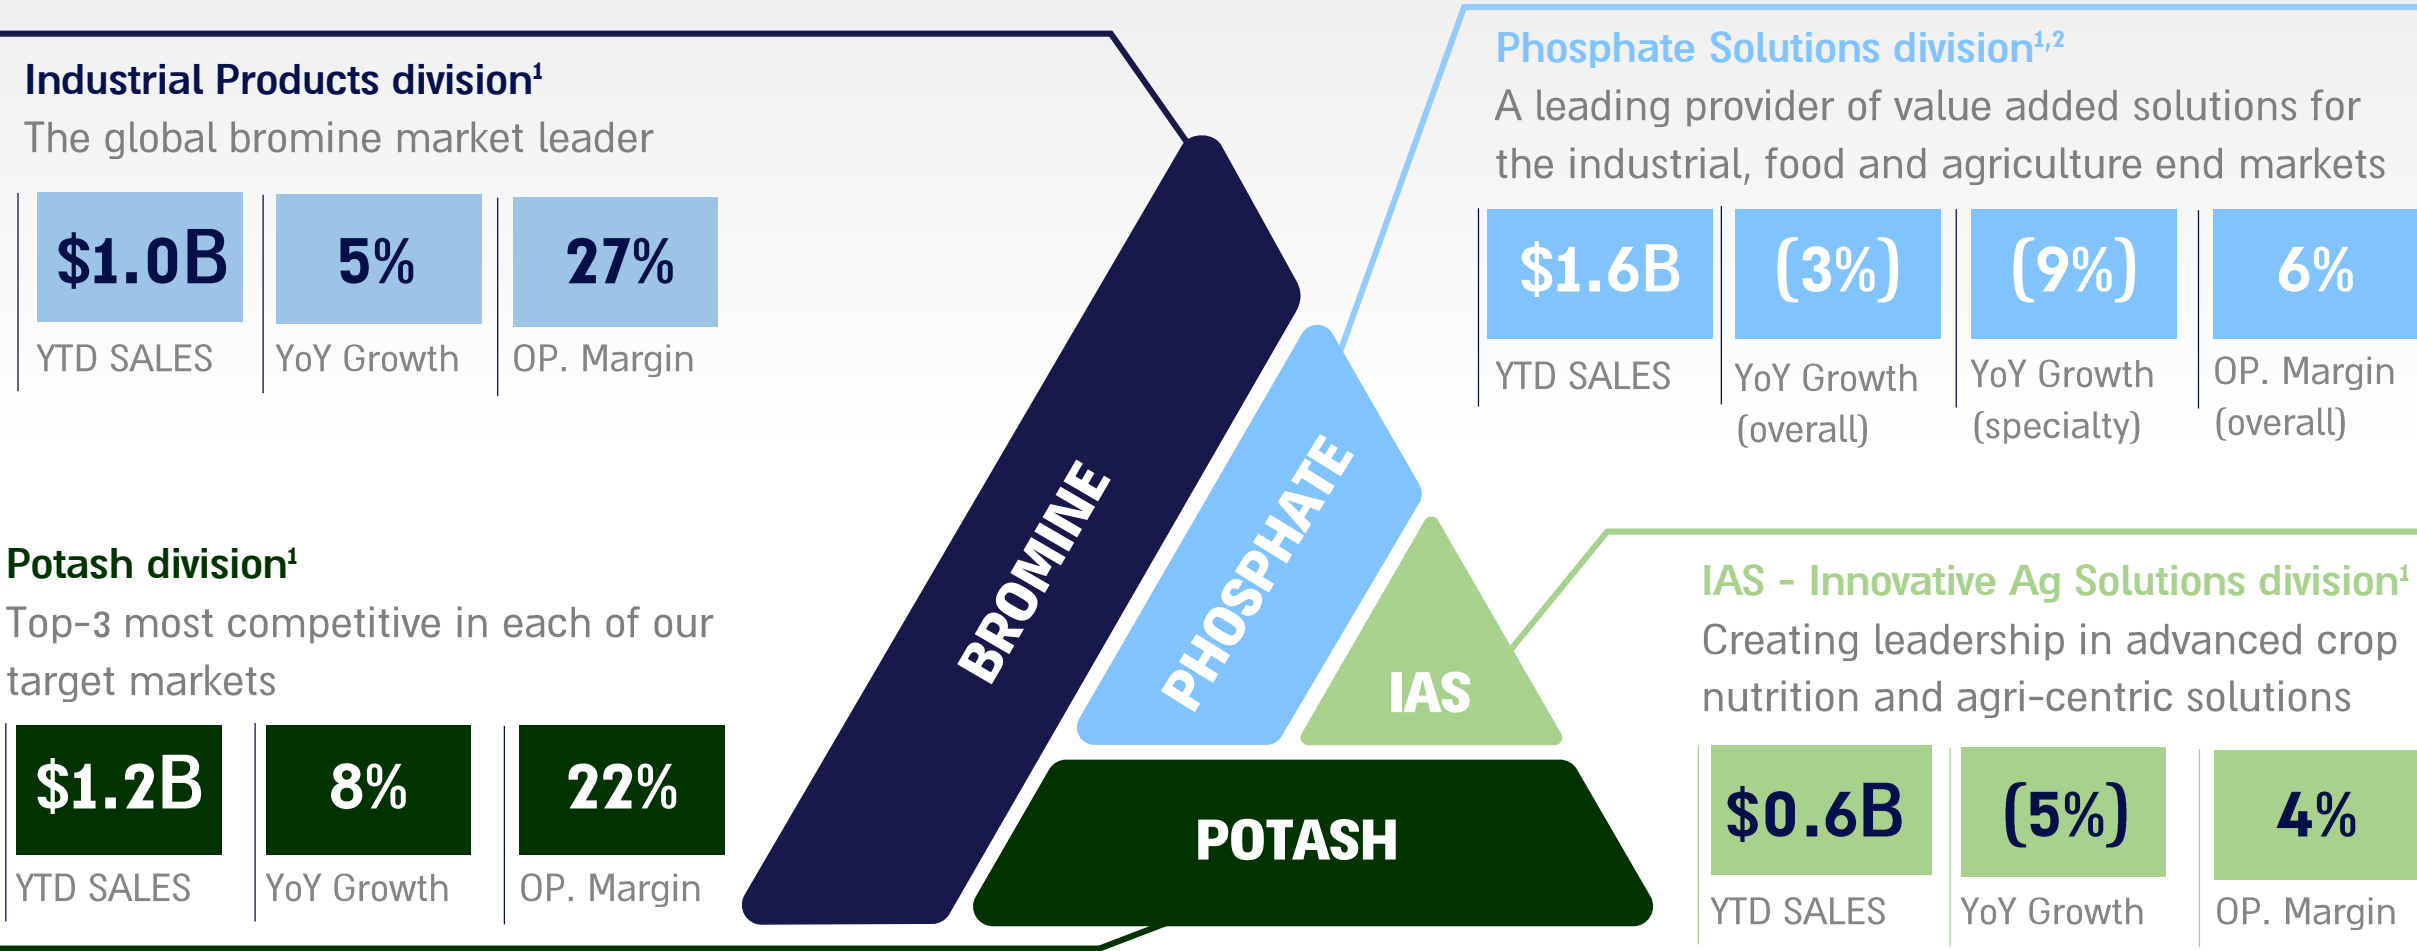 Industrial Products division¹
The global bromine market leader
$1.0B 5% 27%
YTD SALES YoY Growth OP. Margin
Phosphate Solutions division¹,²
A leading provider of value added solutions for
the industrial, food and agriculture end markets
$1.6B (3%) (9%) 6%
YTD SALES YoY Growth YoY Growth OP. Margin
(overall) (specialty) (overall)
BROMINE
PHOSPHATE
IAS
POTASH
Potash division¹
Top-3 most competitive in each of our
target markets
$1.2B 8% 22%
YTD SALES YoY Growth OP. Margin
IAS - Innovative Ag Solutions division¹
Creating leadership in advanced crop
nutrition and agri-centric solutions
$0.6B (5%) 4%
YTD SALES YoY Growth OP. Margin